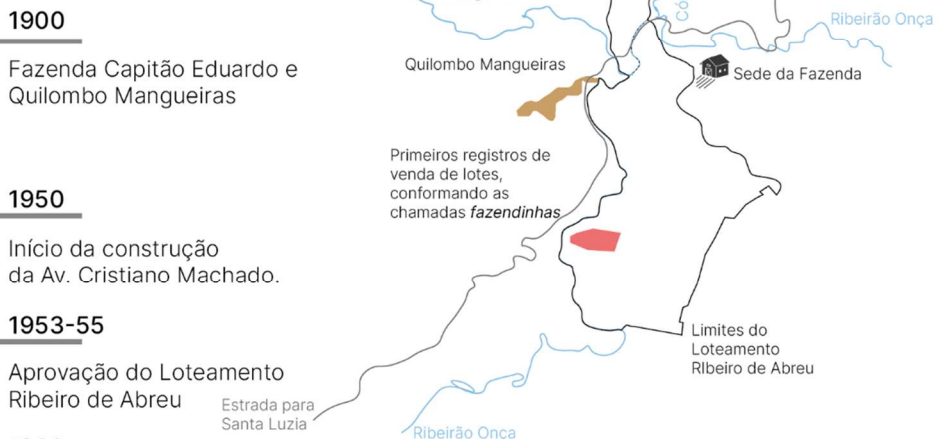 1900
Fazenda Capitão Eduardo e
Quilombo Mangueiras
1950
Início da construção
da Av. Cristiano Machado.
1953-55
Aprovação do Loteamento
Ribeiro de Abreu
Ribeirão Onça
Quilombo Mangueiras
Sede da Fazenda
Primeiros registros de
venda de lotes,
conformando as
chamadas fazendinhas
Limites do
Loteamento
RIbeiro de Abreu
Estrada para
Santa Luzia
Ribeirão Onça